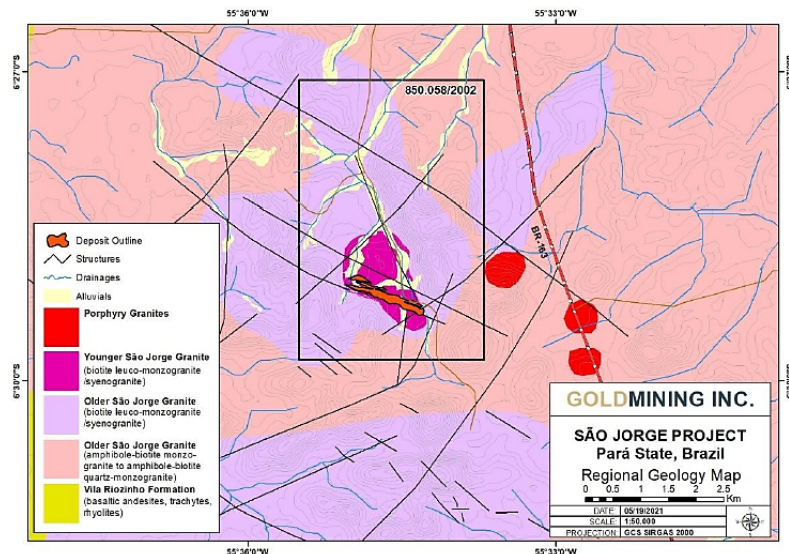 55°36'0"W
55°33'0"W
6°27'0"S
850.058/2002
BR-163
Deposit Outline
Structures
Drainages
Alluvials
Porphyry Granites
Younger São Jorge Granite
(biotite leuco-monzogranite
/syenogranite)
Older São Jorge Granite
(biotite leuco-monzogranite
/syenogranite)
Older São Jorge Granite
(amphibole-biotite monzo-
granite to amphibole-biotite
quartz-monzogranite)
Vila Riozinho Formation
(basaltic andesites, trachytes,
rhyolites)
6°30'0"S
GOLDMINING INC.
SÃO JORGE PROJECT
Pará State, Brazil
Regional Geology Map
0 0.5 1 1.5 2 2.5
Km
DATE: 05/19/2021
SCALE: 1:50.000
PROJECTION: GCS SIRGAS 2000
55°36'0"W
55°33'0"W